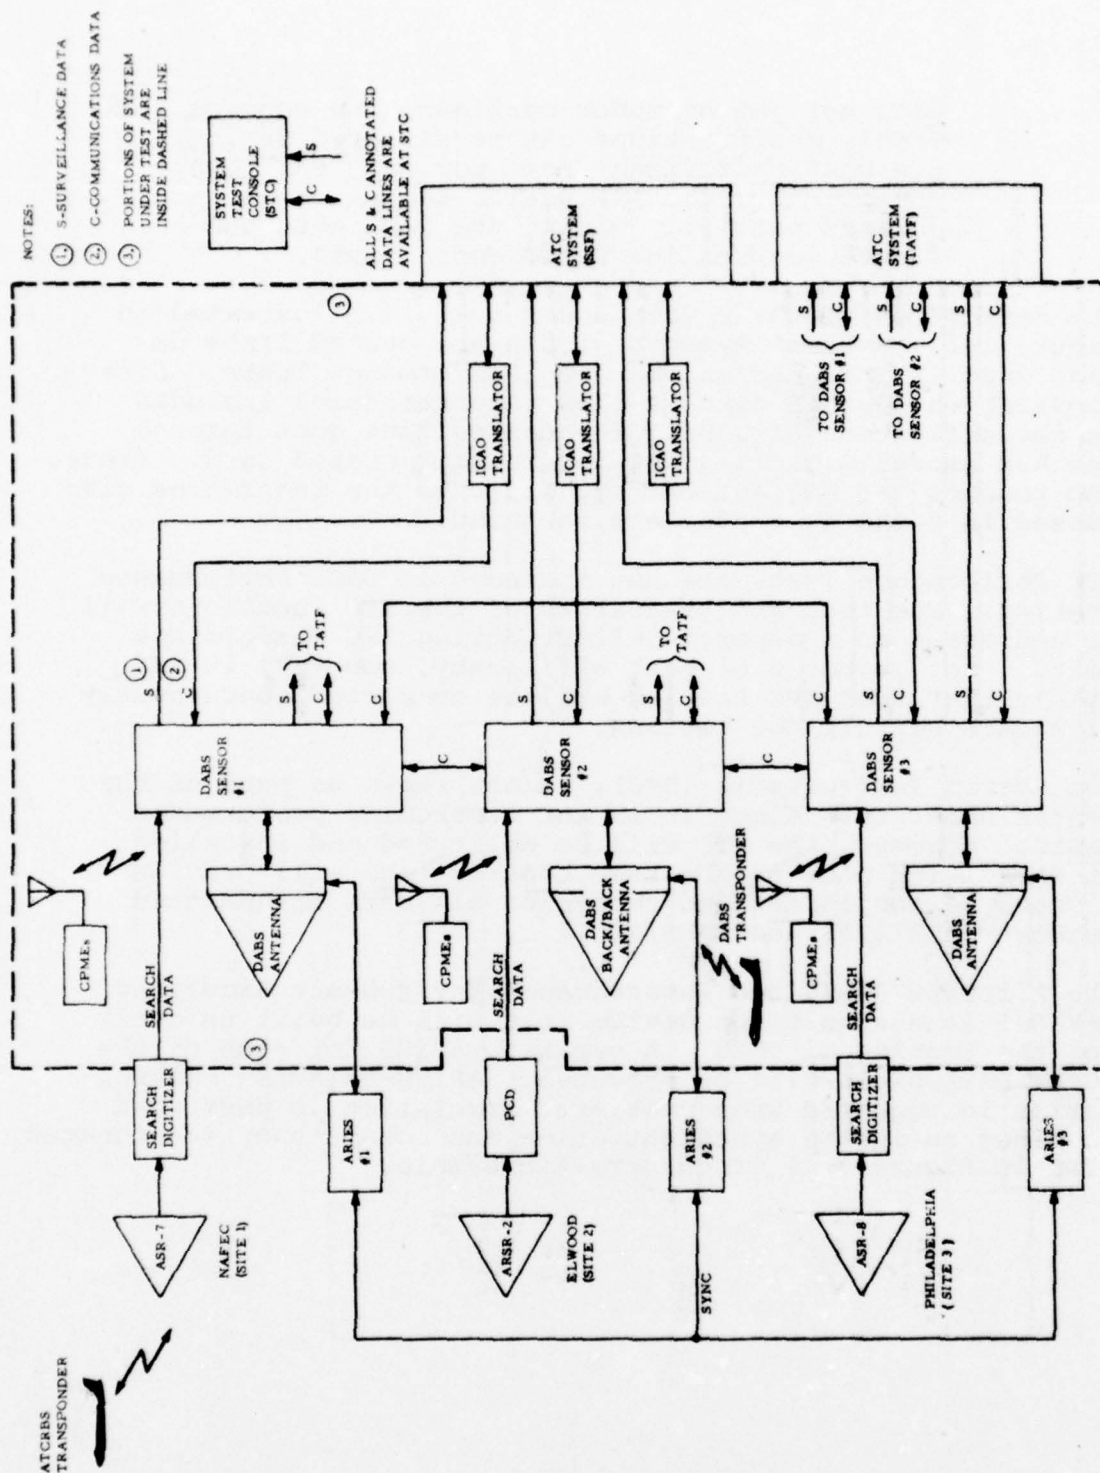 NOTES:
①, S-SURVEILLANCE DATA
②, C-COMMUNICATIONS DATA
③, PORTIONS OF SYSTEM
UNDER TEST ARE
INSIDE DASHED LINE
SYSTEM
TEST
CONSOLE
(STC)
C
S
ALL S & C ANNOTATED
DATA LINES ARE
AVAILABLE AT STC
③
ATC
SYSTEM
(SSF)
ATC
SYSTEM
(TATF)
ICAO
TRANSLATOR
ICAO
TRANSLATOR
ICAO
TRANSLATOR
S
C
TO DABS
SENSOR #1
S
C
TO DABS
SENSOR #2
S
C
①
S
②
C
S
C
TO
TATF
C
DABS
SENSOR
#1
C
S
C
S
C
TO
TATF
DABS
SENSOR
#2
C
C
S
C
S
C
DABS
SENSOR
#3
CPMEs
SEARCH
DATA
DABS
ANTENNA
CPMEs
SEARCH
DATA
DABS
BACK/BACK
ANTENNA
DABS
TRANSPONDER
CPMEs
SEARCH
DATA
DABS
ANTENNA
③
SEARCH
DIGITIZER
ARIES
#1
PCD
ARIES
#2
SEARCH
DIGITIZER
ARIES
#3
ASR-7
NAFEC
(SITE 1)
ARSR-2
ELWOOD
(SITE 2)
SYNC
ASR-8
PHILADELPHIA
(SITE 3)
ATCRBS
TRANSPONDER